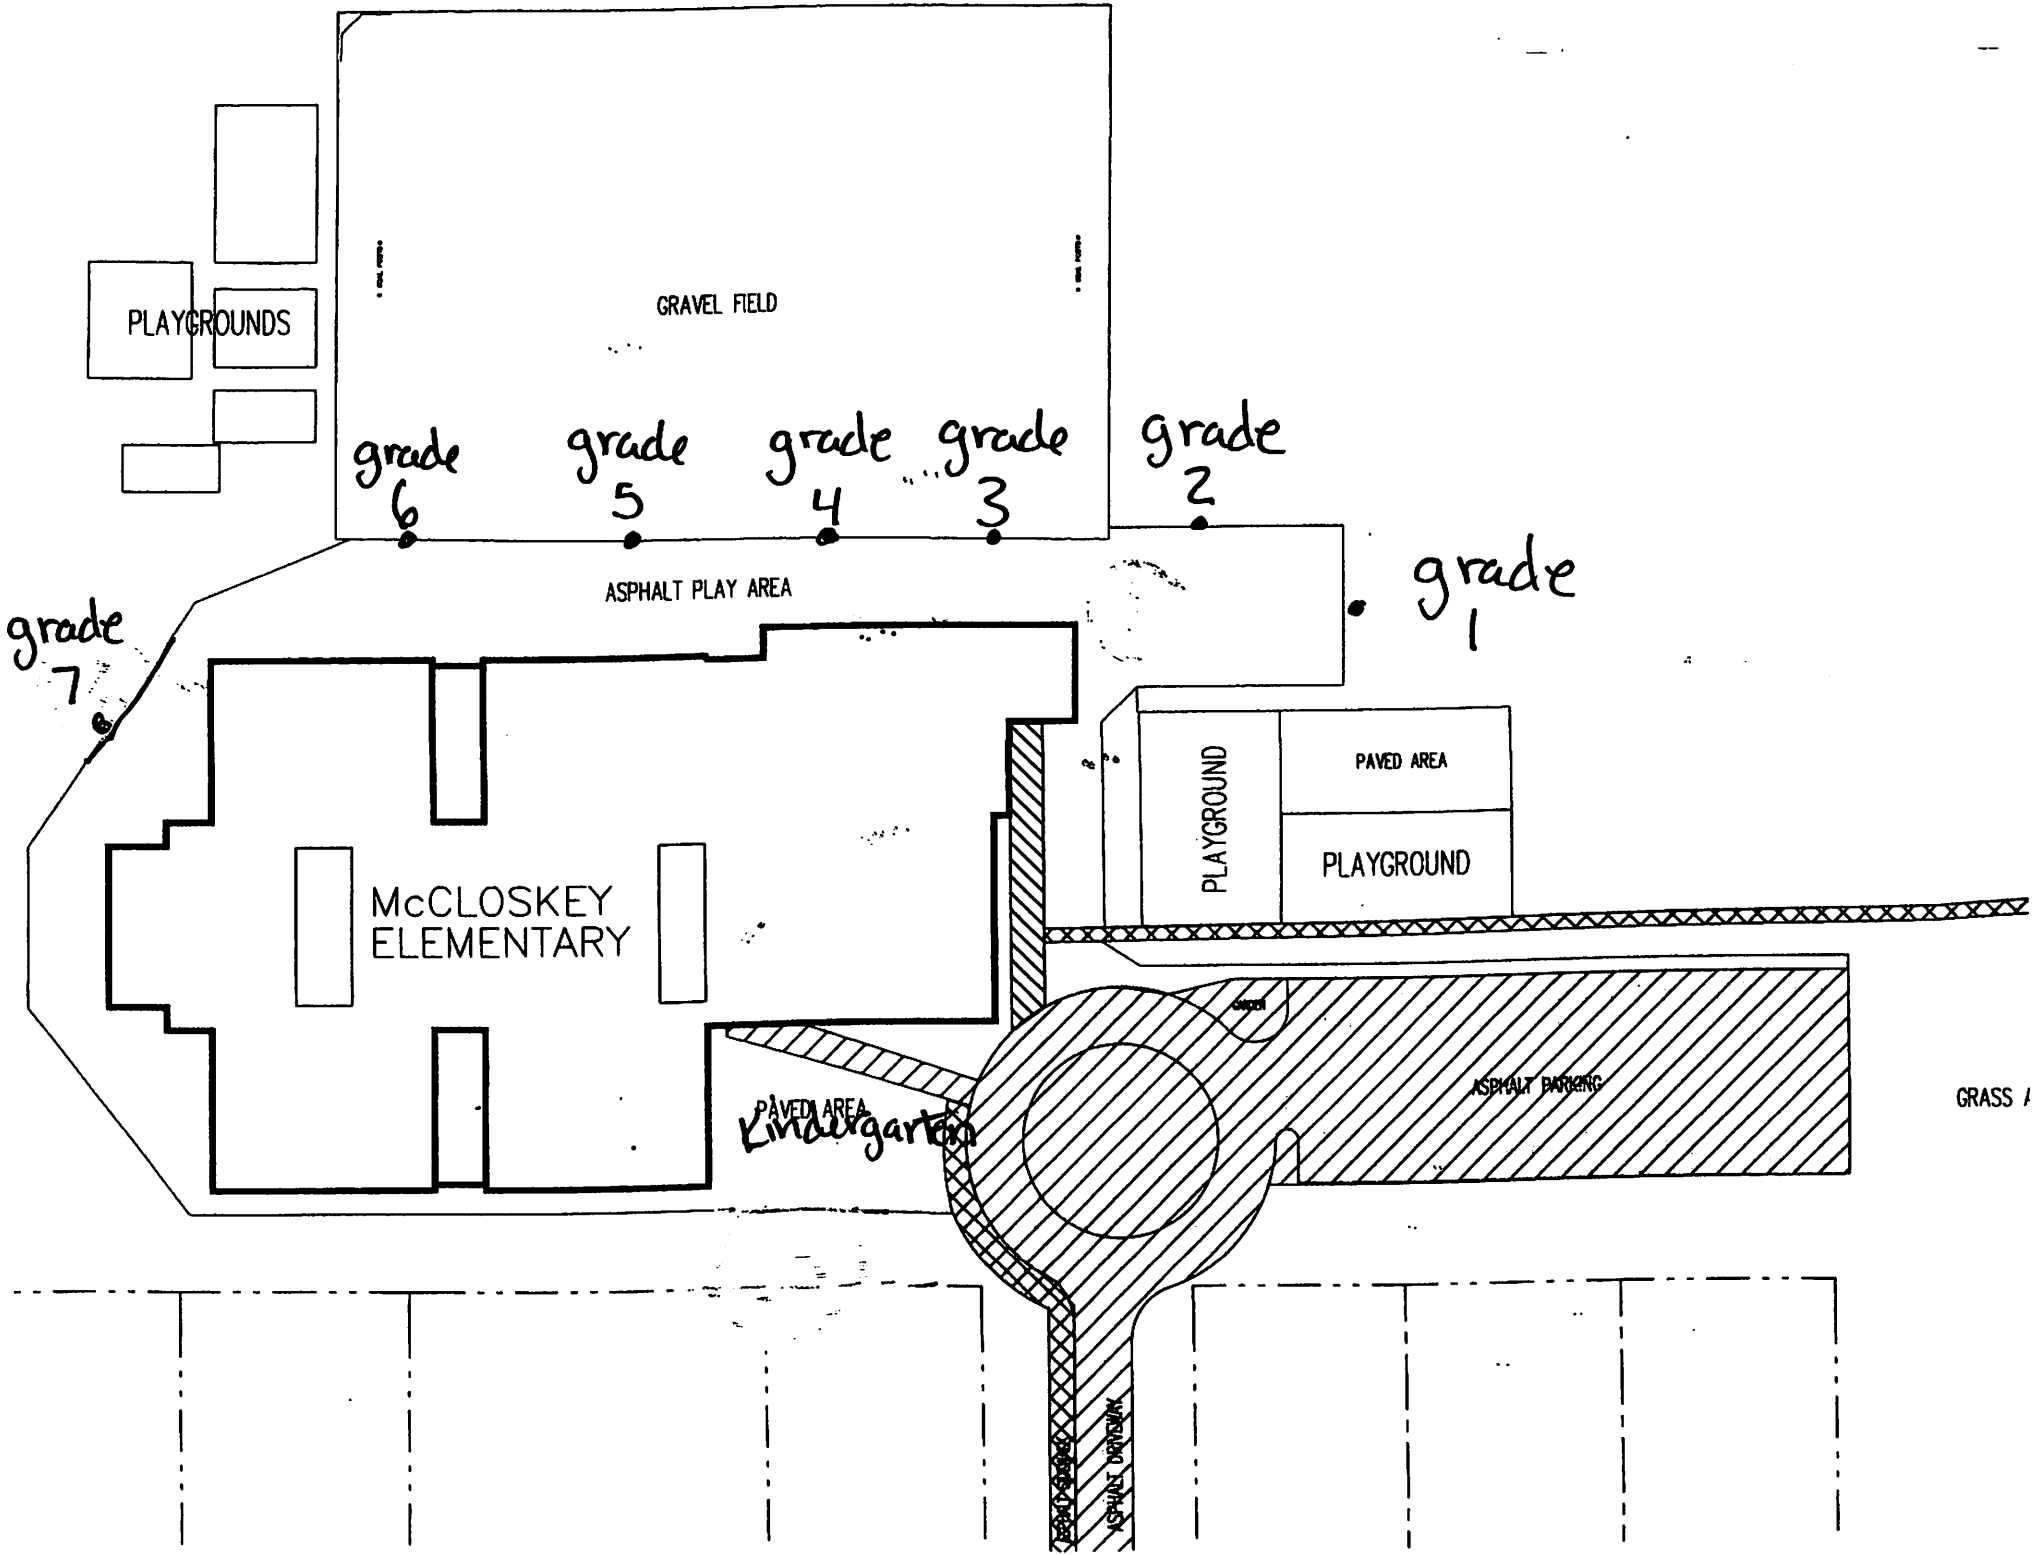 GRAVEL FIELD
PLAYGROUNDS
grade
6
grade
5
grade
4
grade
3
grade
2
grade
1
ASPHALT PLAY AREA
grade
7
PLAYGROUND
PAVED AREA
PLAYGROUND
McCLOSKEY
ELEMENTARY
GARDEN
ASPHALT PARKING
GRASS A
PAVED AREA
Kindergarten
ASPHALT DRIVEWAY